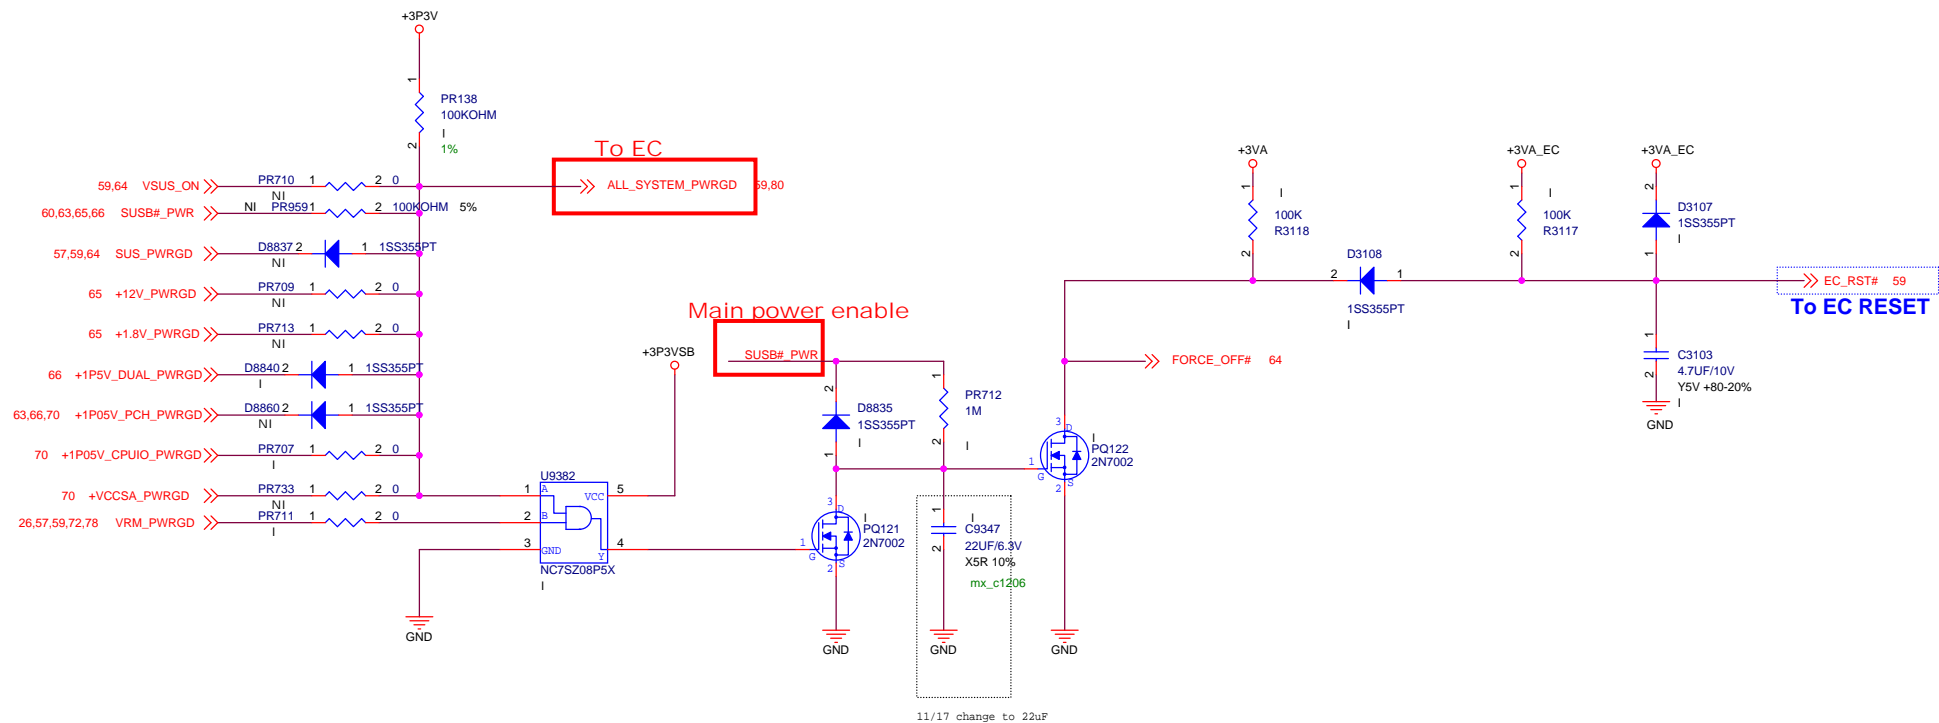 +3P3V
1
PR138
100KOHM
I
2
1%
To EC
ALL_SYSTEM_PWRGD 59,80
59,64 VSUS_ON PR710 1 2 0
NI
60,63,65,66 SUSB#_PWR NI PR959 1 2 100KOHM 5%
57,59,64 SUS_PWRGD D8837 2 1 1SS355PT
NI
65 +12V_PWRGD PR709 1 2 0
NI
65 +1.8V_PWRGD PR713 1 2 0
NI
66 +1P5V_DUAL_PWRGD D8840 2 1 1SS355PT
I
63,66,70 +1P05V_PCH_PWRGD D8860 2 1 1SS355PT
NI
70 +1P05V_CPUIO_PWRGD PR707 1 2 0
I
70 +VCCSA_PWRGD PR733 1 2 0
NI
26,57,59,72,78 VRM_PWRGD PR711 1 2 0
I
U9382
1 A VCC 5
2 B
3 GND Y 4
NC7SZ08P5X
I
GND
+3P3VSB
Main power enable
SUSB#_PWR
2
D8835
1SS355PT
I
1
1
PR712
1M
2
I
3 D
I
PQ121
1 G
2N7002
2 S
GND
1
I
C9347
22UF/6.3V
2
X5R 10%
mx_c1206
GND
11/17 change to 22uF
3 D
I
PQ122
1 G
2N7002
2 S
GND
FORCE_OFF# 64
+3VA
1
I
100K
R3118
2
D3108
2 1
1SS355PT
I
+3VA_EC
1
I
100K
R3117
2
+3VA_EC
2
D3107
1SS355PT
I
1
EC_RST# 59
To EC RESET
1
C3103
4.7UF/10V
2
Y5V +80-20%
I
GND